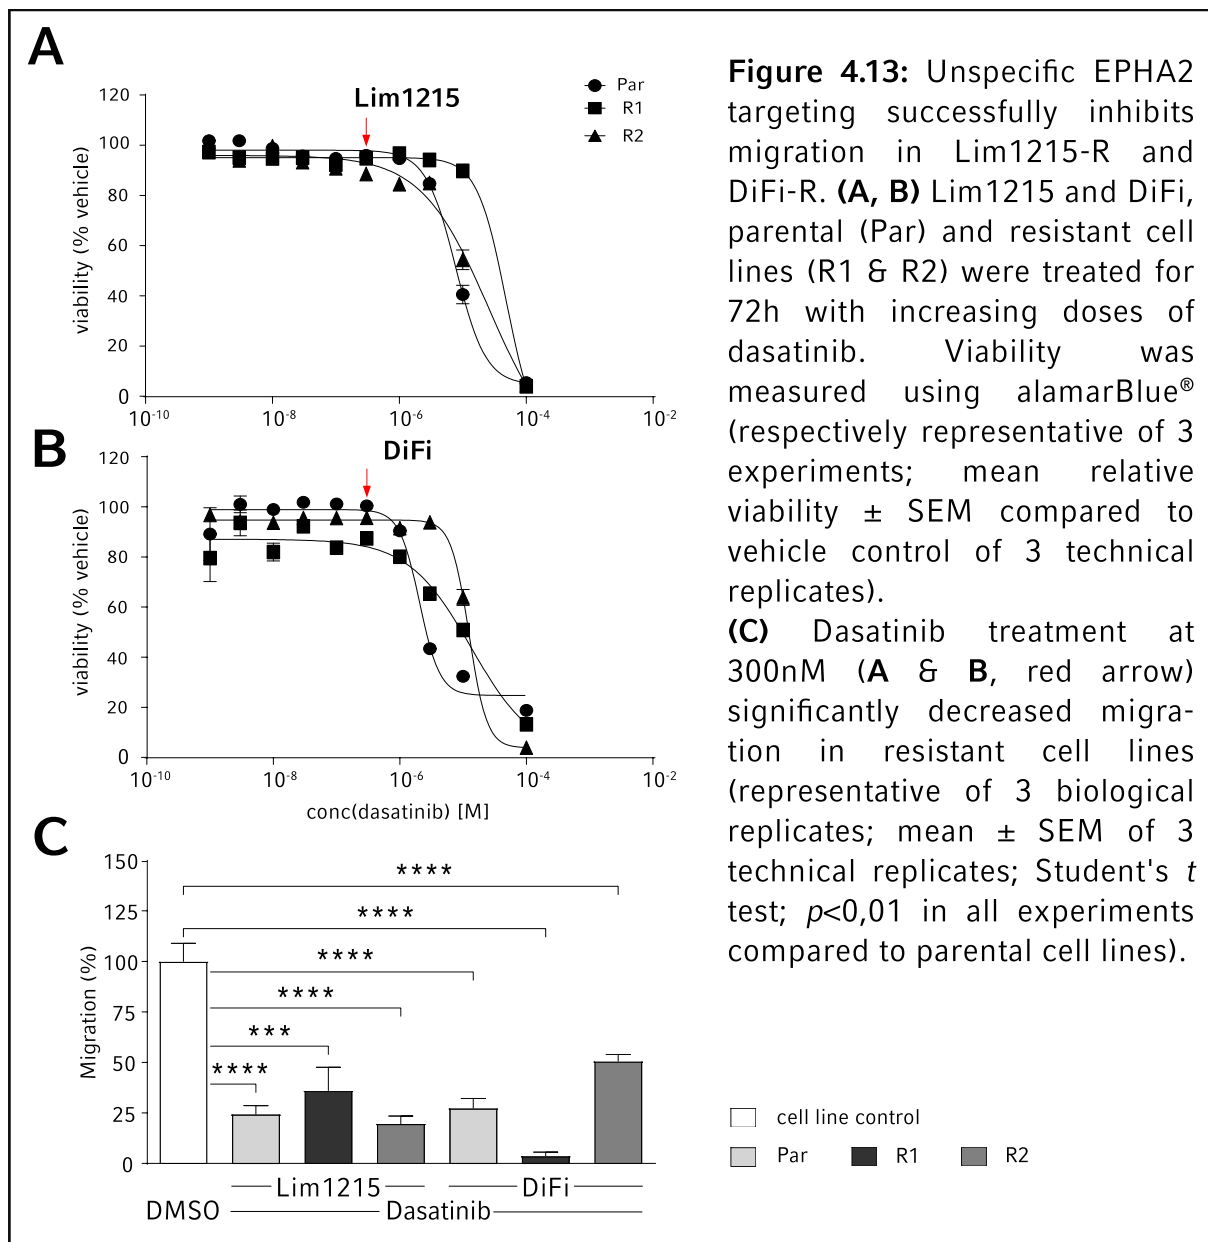 A
120
100
80
60
40
20
0
viability (% vehicle)
Lim1215
Par
R1
R2
10-10
10-8
10-6
10-4
10-2
B
DiFi
120
100
80
60
40
20
0
viability (% vehicle)
10-10
10-8
10-6
10-4
10-2
conc(dasatinib) [M]
C
150
125
100
75
50
25
0
Migration (%)
****
****
****
****
***
****
Lim1215
DiFi
DMSO
Dasatinib
Figure 4.13: Unspecific EPHA2
targeting successfully inhibits
migration in Lim1215-R and
DiFi-R. (A, B) Lim1215 and DiFi,
parental (Par) and resistant cell
lines (R1 & R2) were treated for
72h with increasing doses of
dasatinib. Viability was
measured using alamarBlue®
(respectively representative of 3
experiments; mean relative
viability ± SEM compared to
vehicle control of 3 technical
replicates).
(C) Dasatinib treatment at
300nM (A & B, red arrow)
significantly decreased migra-
tion in resistant cell lines
(representative of 3 biological
replicates; mean ± SEM of 3
technical replicates; Student's t
test; p<0,01 in all experiments
compared to parental cell lines).
cell line control
Par R1 R2